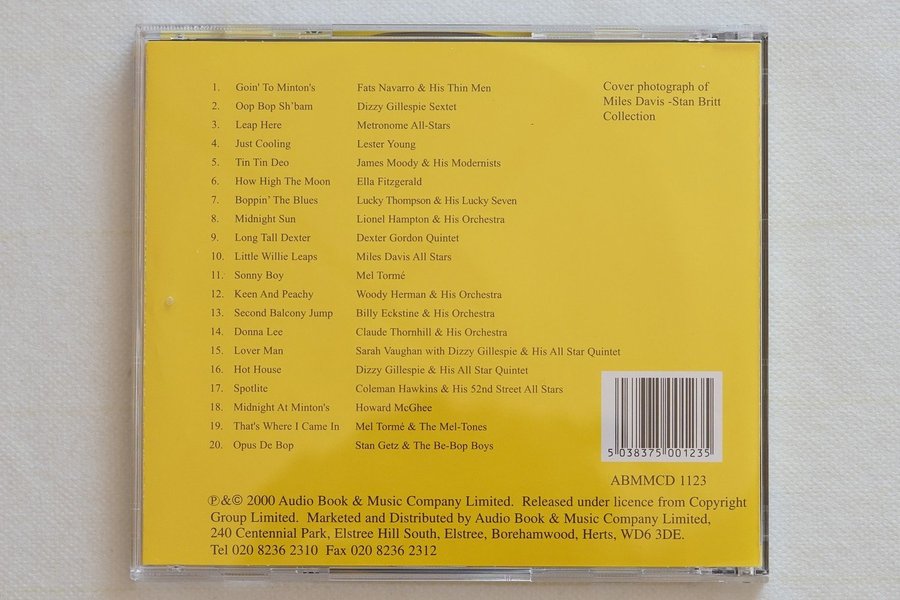 1. Goin' To Minton's Fats Navarro & His Thin Men
2. Oop Bop Sh'bam Dizzy Gillespie Sextet
3. Leap Here Metronome All-Stars
4. Just Cooling Lester Young
5. Tin Tin Deo James Moody & His Modernists
6. How High The Moon Ella Fitzgerald
7. Boppin' The Blues Lucky Thompson & His Lucky Seven
8. Midnight Sun Lionel Hampton & His Orchestra
9. Long Tall Dexter Dexter Gordon Quintet
10. Little Willie Leaps Miles Davis All Stars
11. Sonny Boy Mel Tormé
12. Keen And Peachy Woody Herman & His Orchestra
13. Second Balcony Jump Billy Eckstine & His Orchestra
14. Donna Lee Claude Thornhill & His Orchestra
15. Lover Man Sarah Vaughan with Dizzy Gillespie & His All Star Quintet
16. Hot House Dizzy Gillespie & His All Star Quintet
17. Spotlite Coleman Hawkins & His 52nd Street All Stars
18. Midnight At Minton's Howard McGhee
19. That's Where I Came In Mel Tormé & The Mel-Tones
20. Opus De Bop Stan Getz & The Be-Bop Boys
Cover photograph of
Miles Davis -Stan Britt
Collection
5 038375 001235
ABMMCD 1123
℗&© 2000 Audio Book & Music Company Limited. Released under licence from Copyright
Group Limited. Marketed and Distributed by Audio Book & Music Company Limited,
240 Centennial Park, Elstree Hill South, Elstree, Borehamwood, Herts, WD6 3DE.
Tel 020 8236 2310 Fax 020 8236 2312